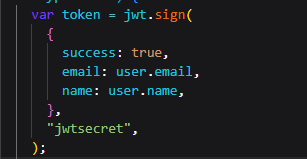 var token = jwt.sign(
{
success: true,
email: user.email,
name: user.name,
},
"jwtsecret",
);